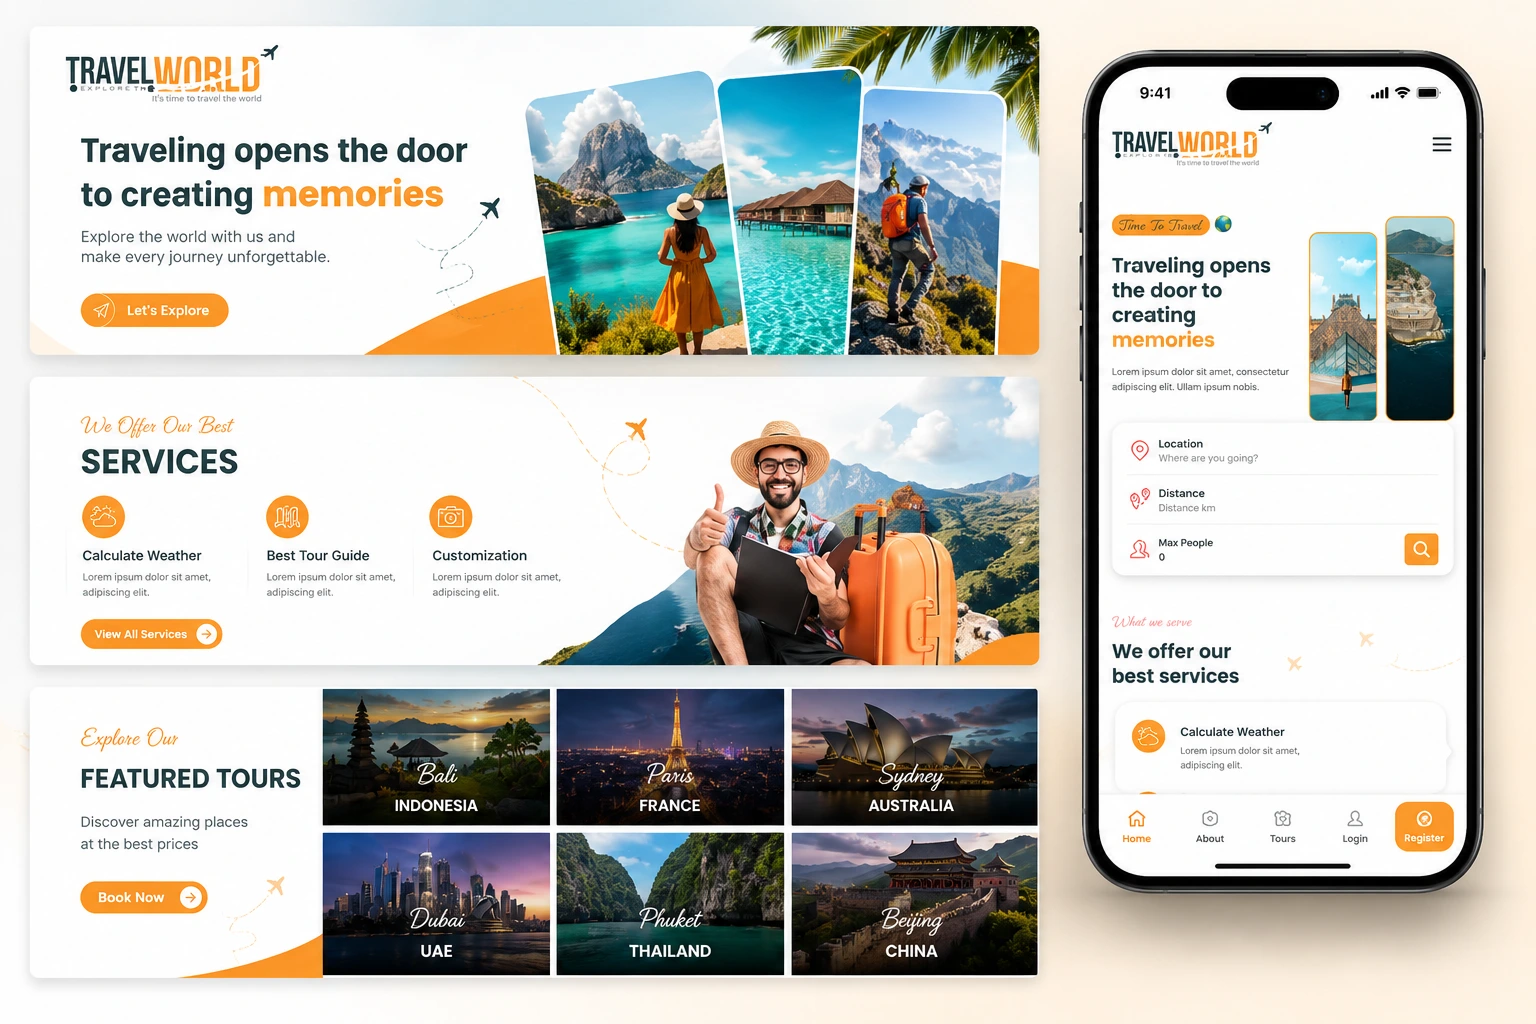 TRAVELWORLD
EXPLORE TH
It's time to travel the world
Traveling opens the door
to creating memories
Explore the world with us and
make every journey unforgettable.
Let's Explore
We Offer Our Best
SERVICES
Calculate Weather
Lorem ipsum dolor sit amet,
adipiscing elit.
Best Tour Guide
Lorem ipsum dolor sit amet,
adipiscing elit.
Customization
Lorem ipsum dolor sit amet,
adipiscing elit.
View All Services
Explore Our
FEATURED TOURS
Discover amazing places
at the best prices
Book Now
Bali
INDONESIA
Paris
FRANCE
Sydney
AUSTRALIA
Dubai
UAE
Phuket
THAILAND
Beijing
CHINA
9:41
TRAVELWORLD
It's time to travel the world
Time To Travel
Traveling opens
the door to
creating
memories
Lorem ipsum dolor sit amet, consectetur
adipiscing elit. Ullam ipsum nobis.
Location
Where are you going?
Distance
Distance km
Max People
0
What we serve
We offer our
best services
Calculate Weather
Lorem ipsum dolor sit amet,
adipiscing elit.
Home
About
Tours
Login
Register